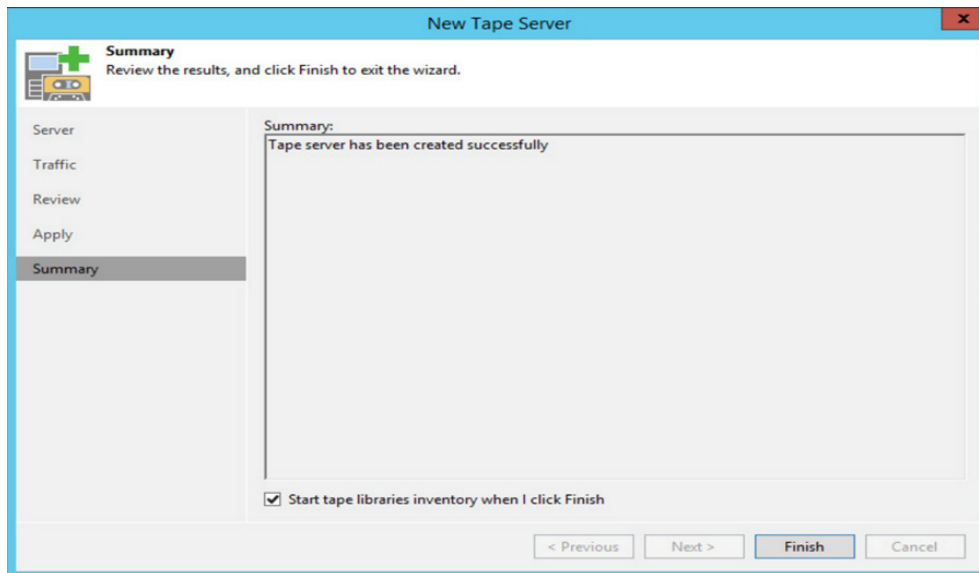 New Tape Server
x
Summary
Review the results, and click Finish to exit the wizard.
Server
Traffic
Review
Apply
Summary
Summary:
Tape server has been created successfully
Start tape libraries inventory when I click Finish
< Previous
Next >
Finish
Cancel